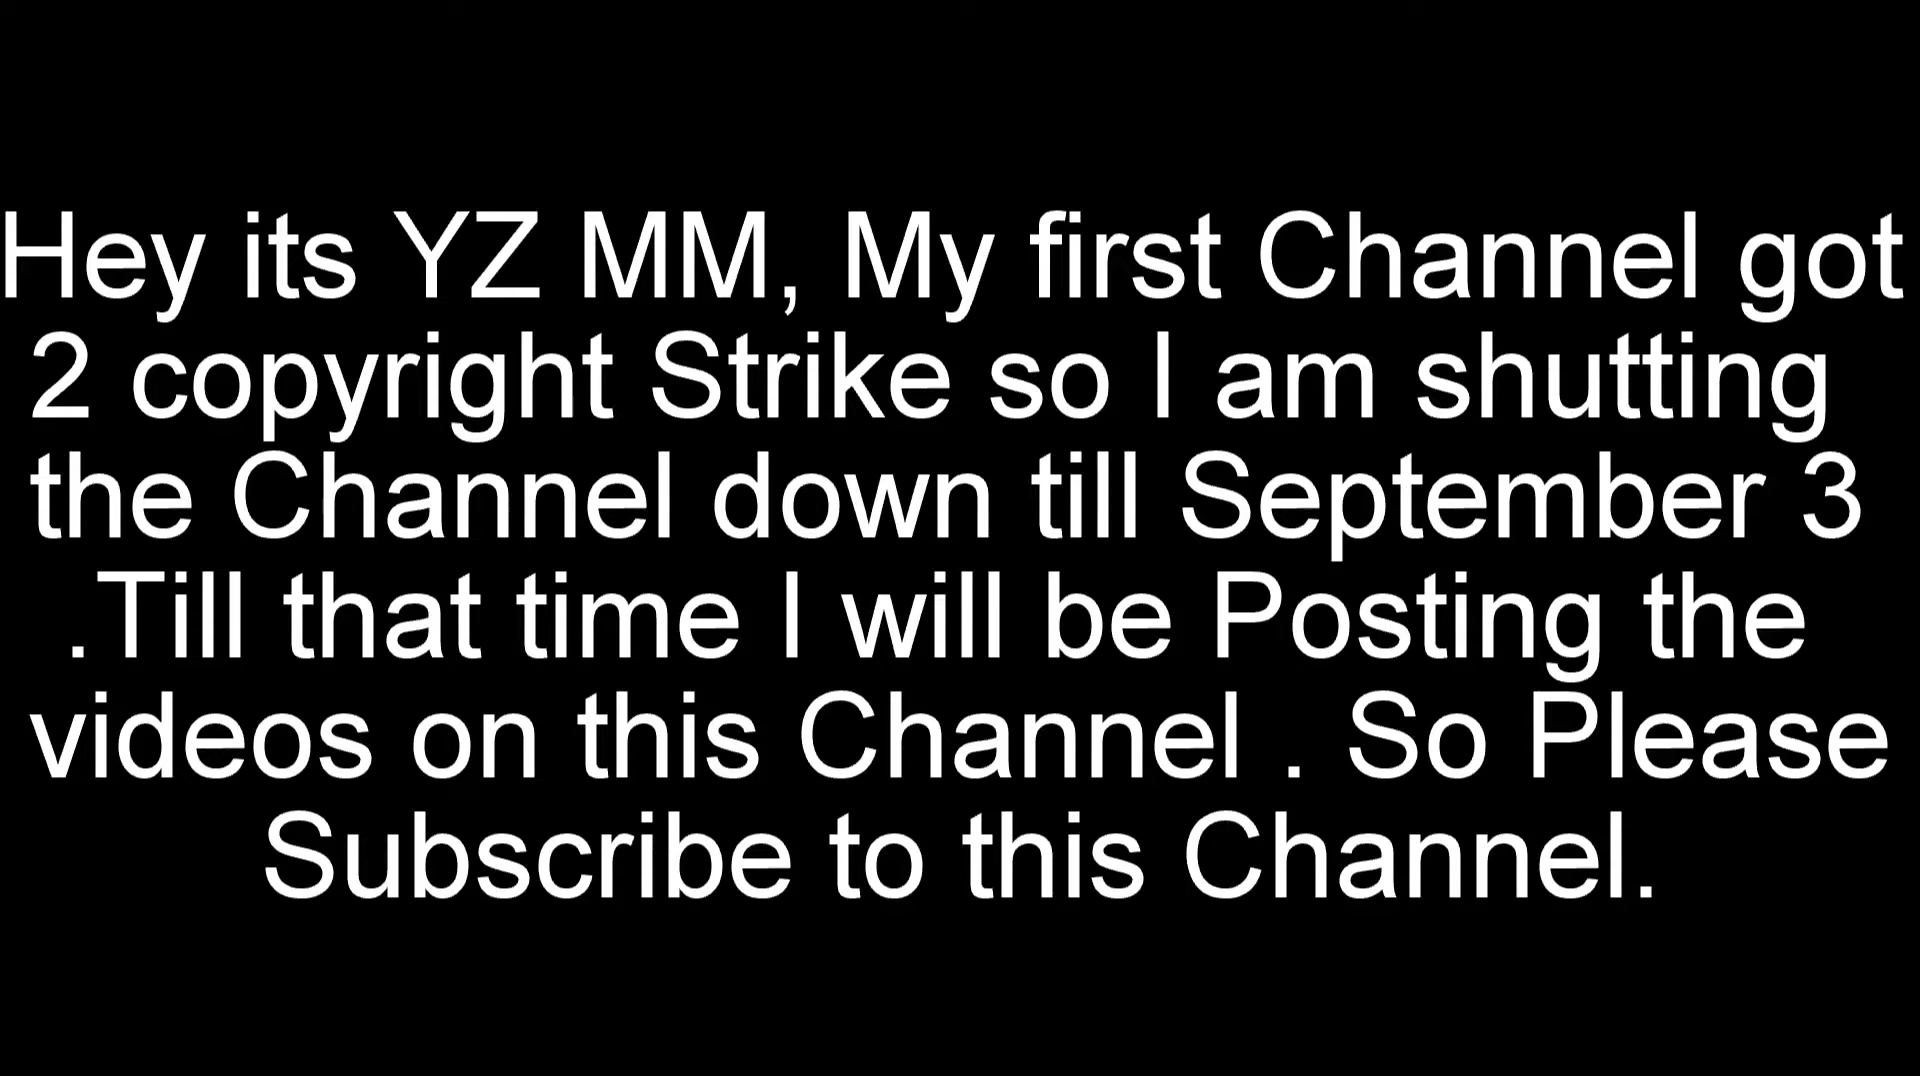 Hey its YZ MM, My first Channel got
2 copyright Strike so I am shutting
the Channel down till September 3
.Till that time I will be Posting the
videos on this Channel . So Please
Subscribe to this Channel.